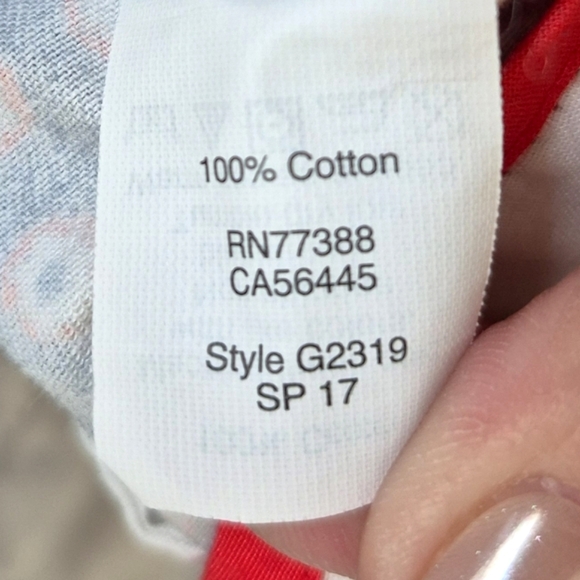 100% Cotton
RN77388
CA56445
Style G2319
SP 17